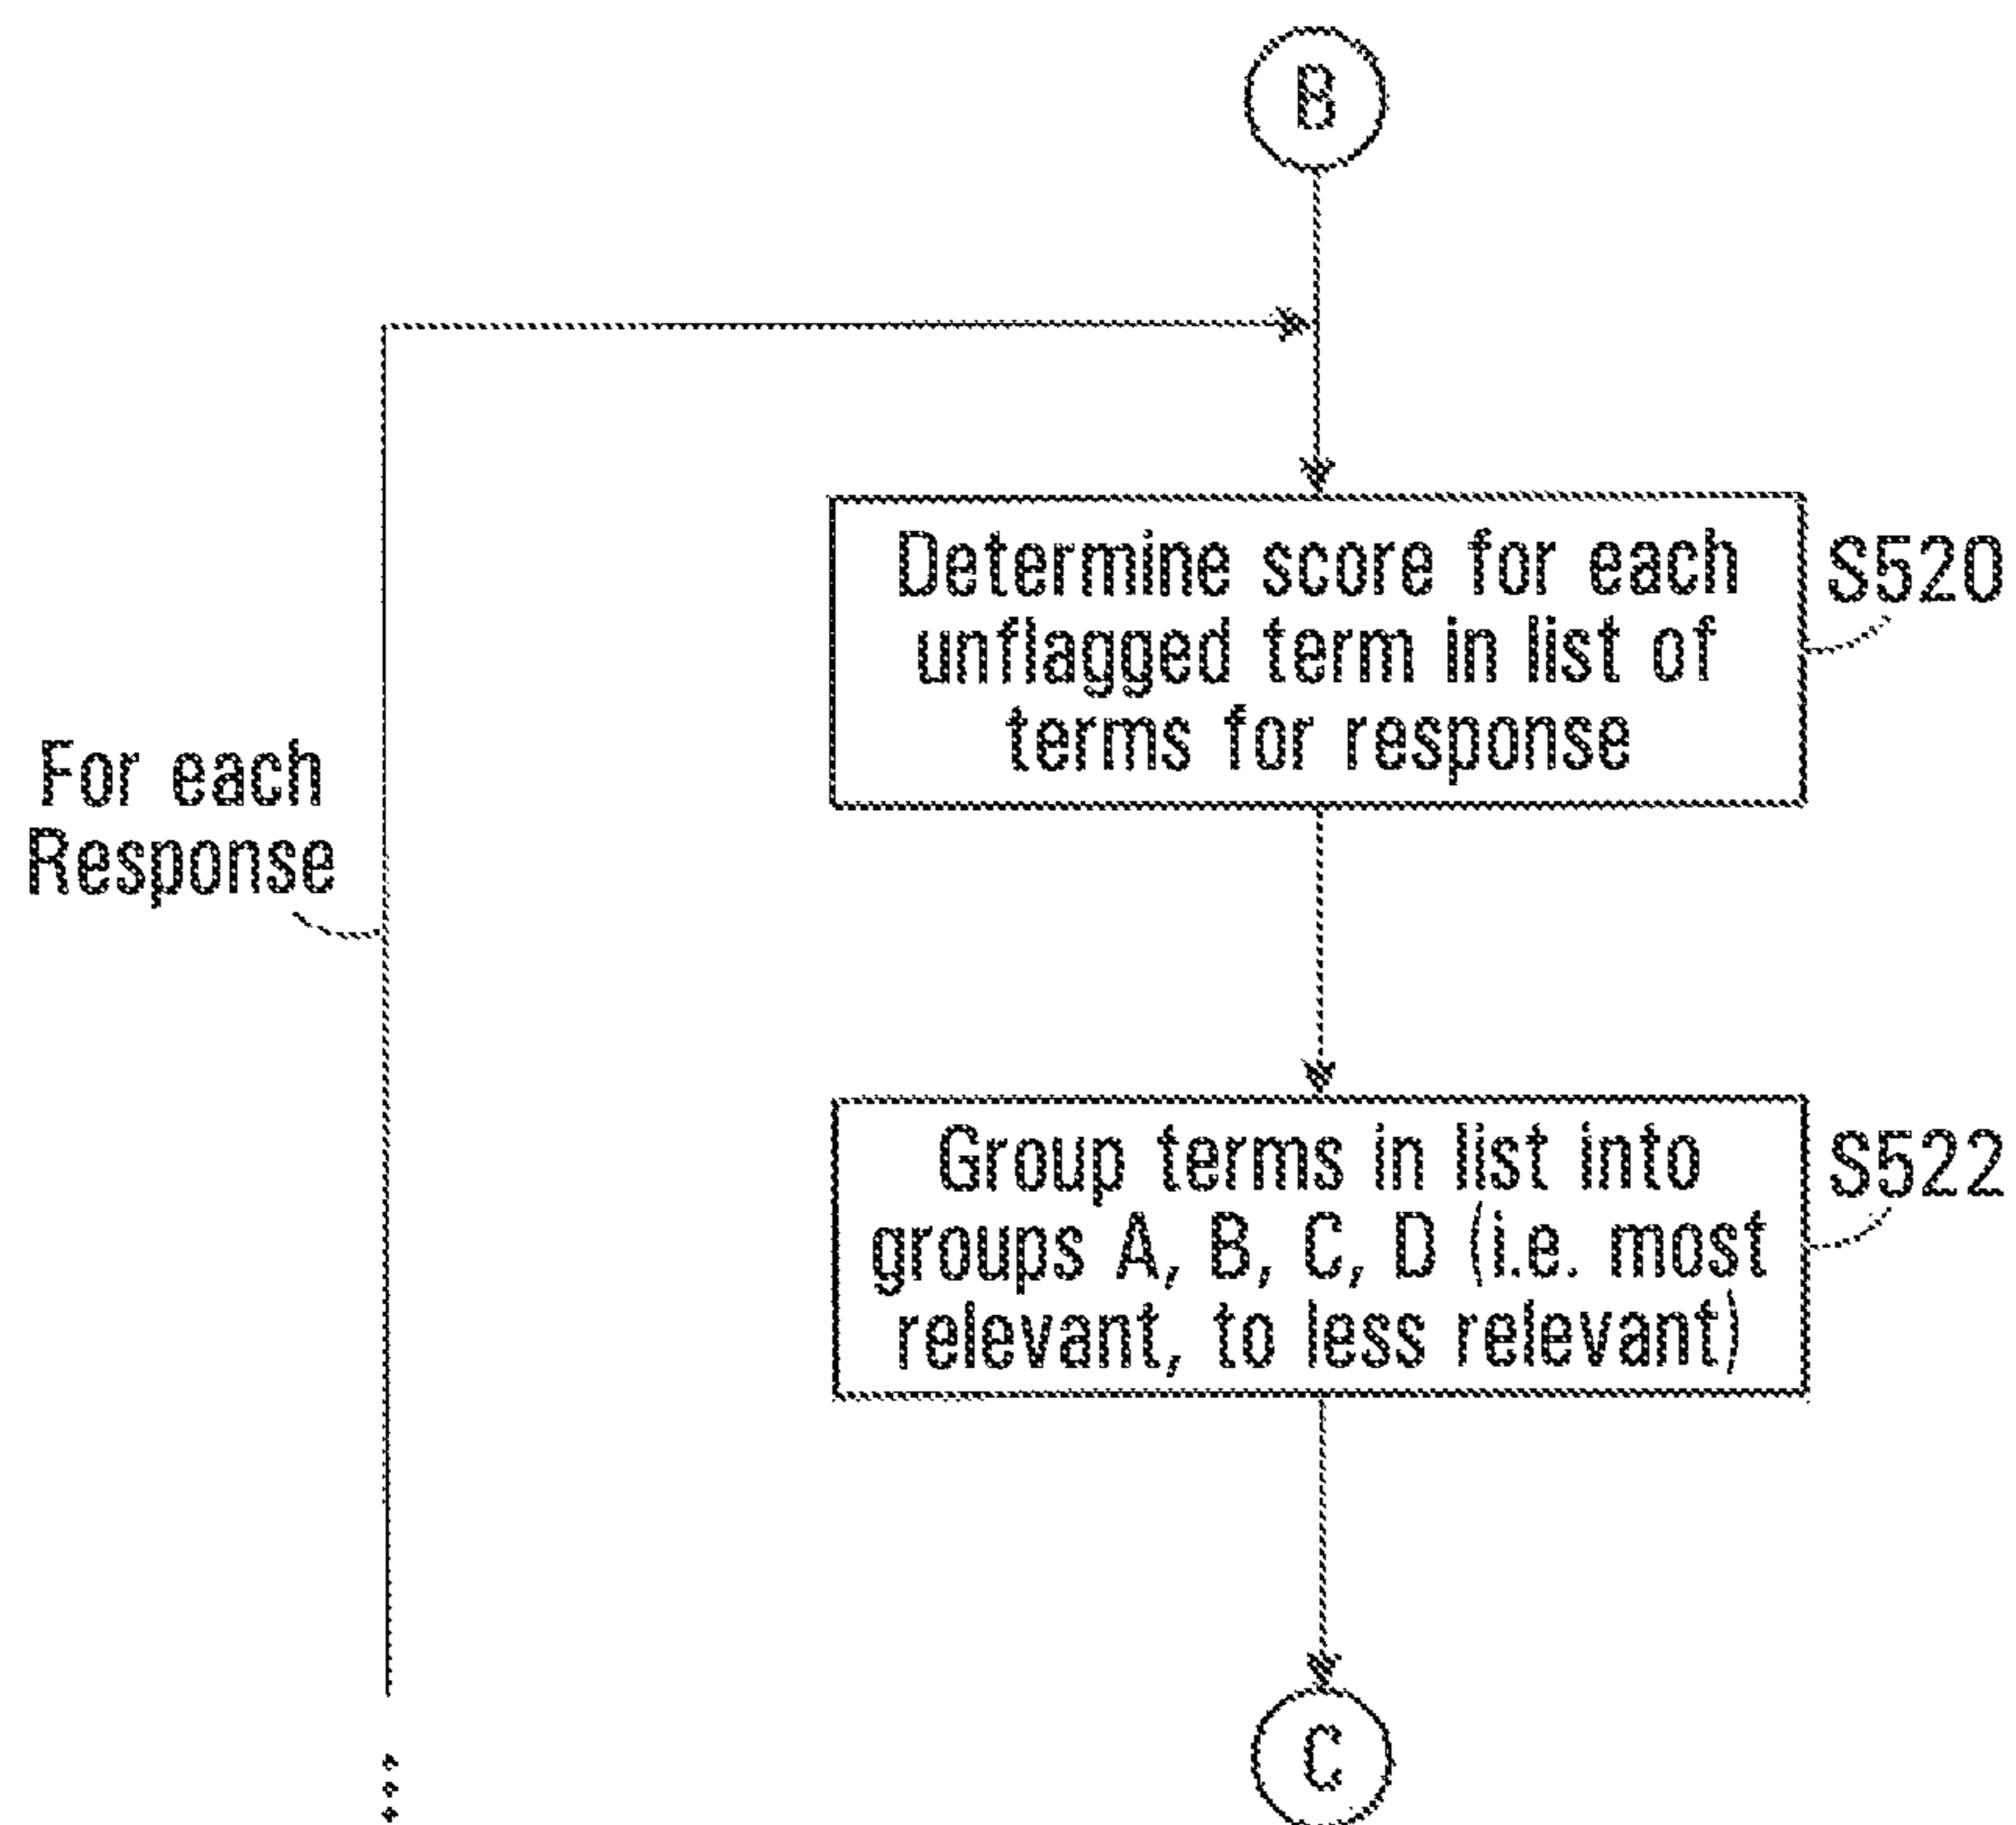 B
Determine score for each
unflagged term in list of
terms for response
S520
For each
Response
Group terms in list into
groups A, B, C, D (i.e. most
relevant, to less relevant)
S522
C